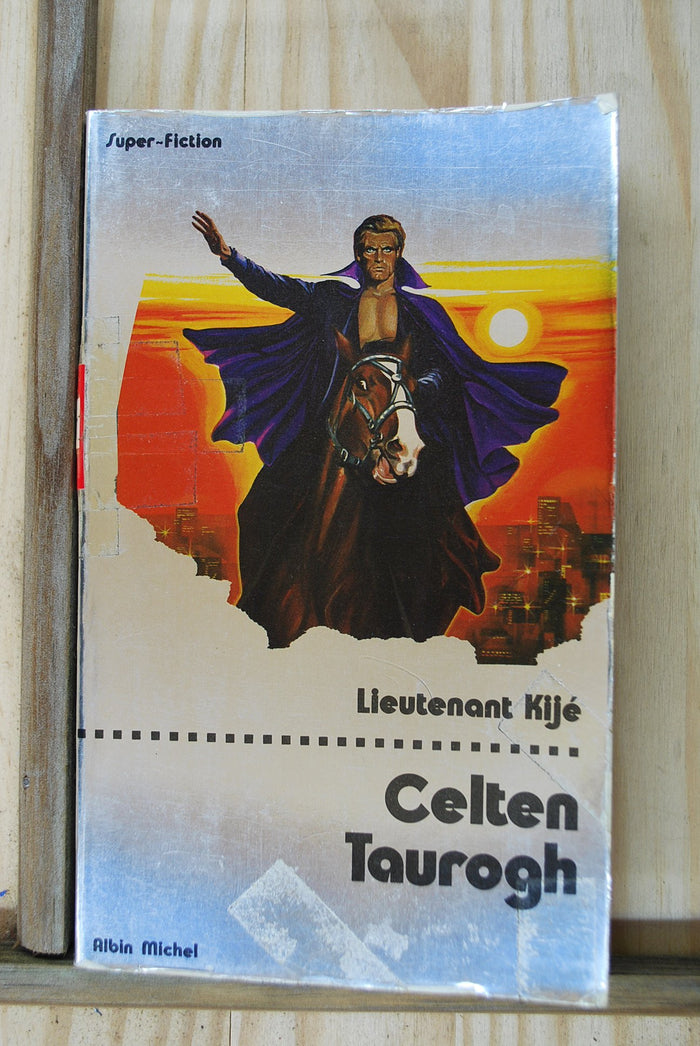 Super-Fiction
Lieutenant Kijé
Celten
Taurogh
Albin Michel